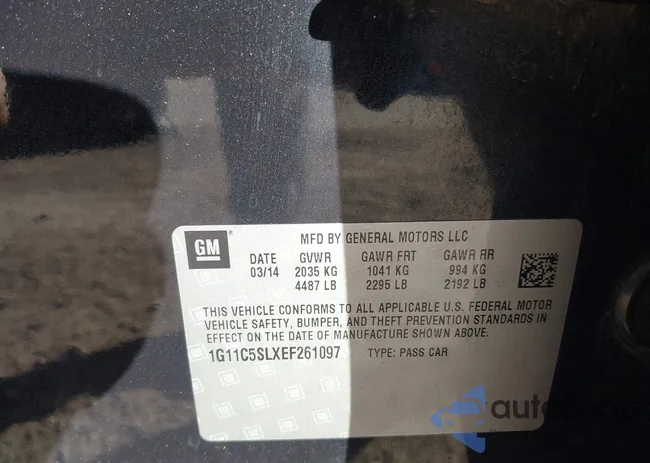 GM
MFD BY GENERAL MOTORS LLC
DATE GVWR GAWR FRT GAWR RR
03/14 2035 KG 1041 KG 994 KG
4487 LB 2295 LB 2192 LB
THIS VEHICLE CONFORMS TO ALL APPLICABLE U.S. FEDERAL MOTOR
VEHICLE SAFETY, BUMPER, AND THEFT PREVENTION STANDARDS IN
EFFECT ON THE DATE OF MANUFACTURE SHOWN ABOVE.
1G11C5SLXEF261097 TYPE: PASS CAR